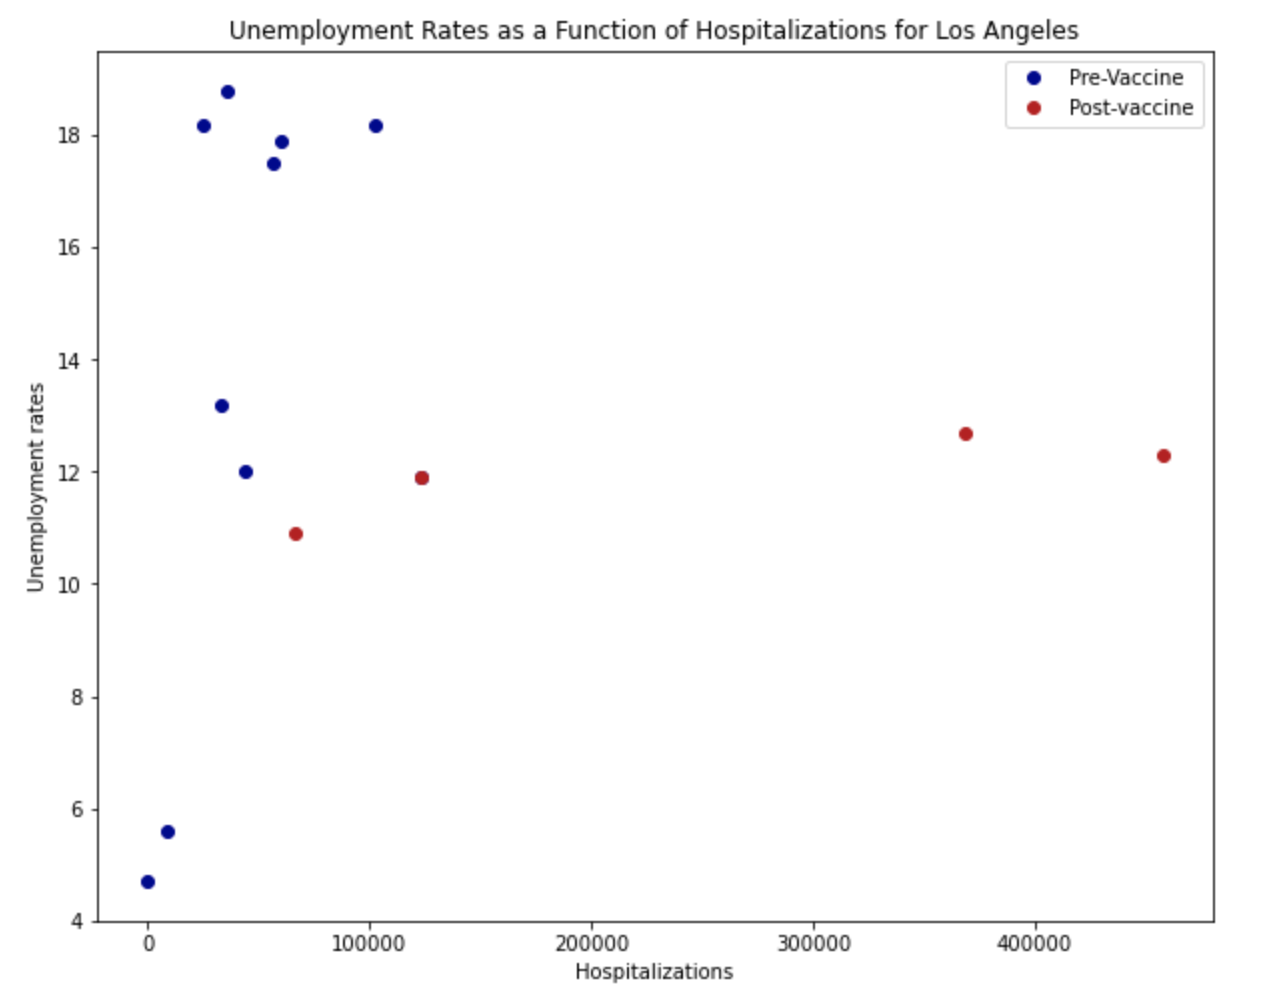 Unemployment Rates as a Function of Hospitalizations for Los Angeles
Pre-Vaccine
Post-vaccine
18
16
14
12
10
8
6
4
Unemployment rates
0 100000 200000 300000 400000
Hospitalizations